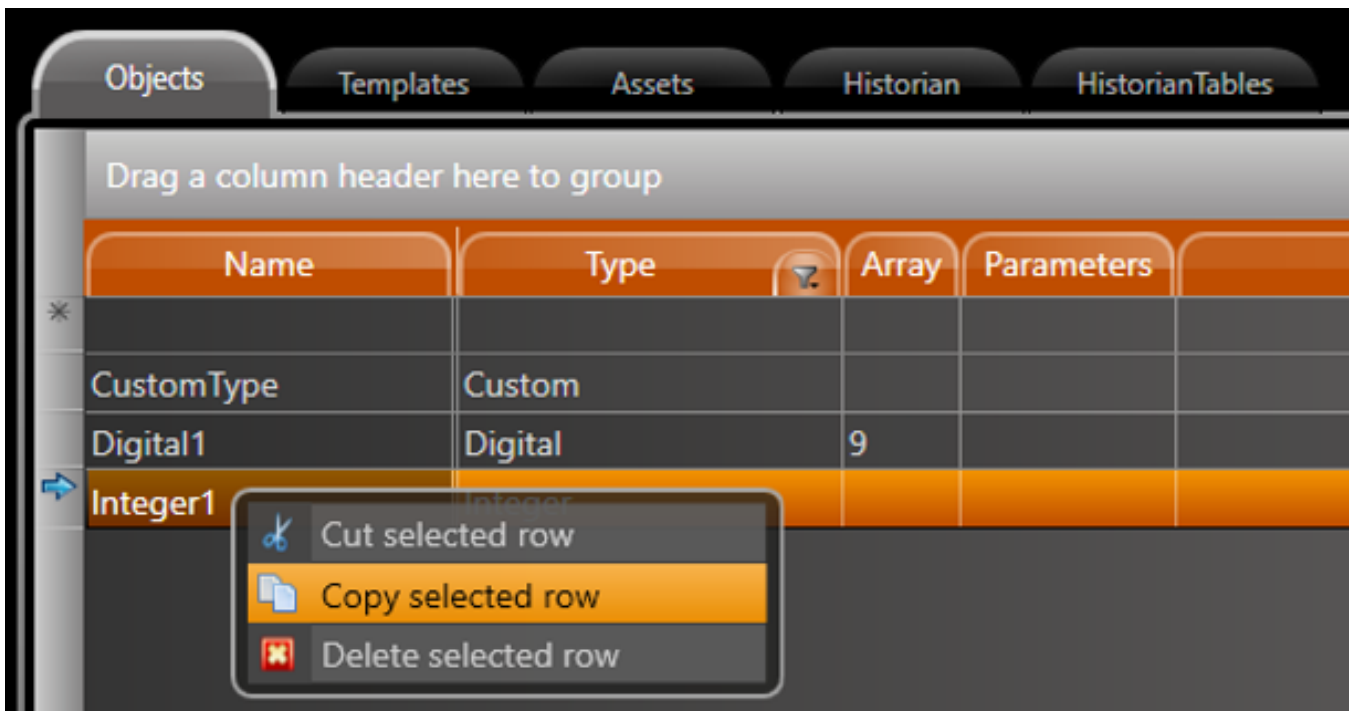 Objects Templates Assets Historian HistorianTables
Drag a column header here to group
Name Type Array Parameters
CustomType Custom
Digital1 Digital 9
Integer1 Integer
Cut selected row
Copy selected row
Delete selected row